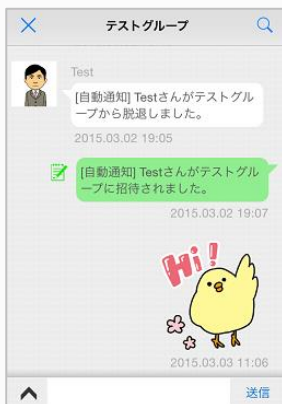 テストグループ
Test
[自動通知] Testさんがテストグル
ープから脱退しました。
2015.03.02 19:05
[自動通知] Testさんがテストグル
ープに招待されました。
2015.03.02 19:07
Hi!
2015.03.03 11:06
送信